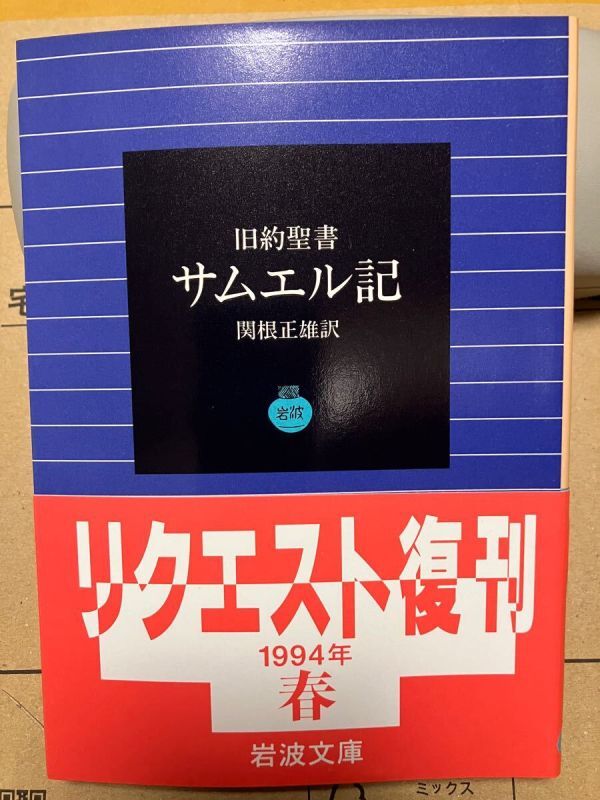 旧約聖書
サムエル記
関根正雄訳
岩波
リクエスト復刊
1994年
春
岩波文庫
宅
ミックス